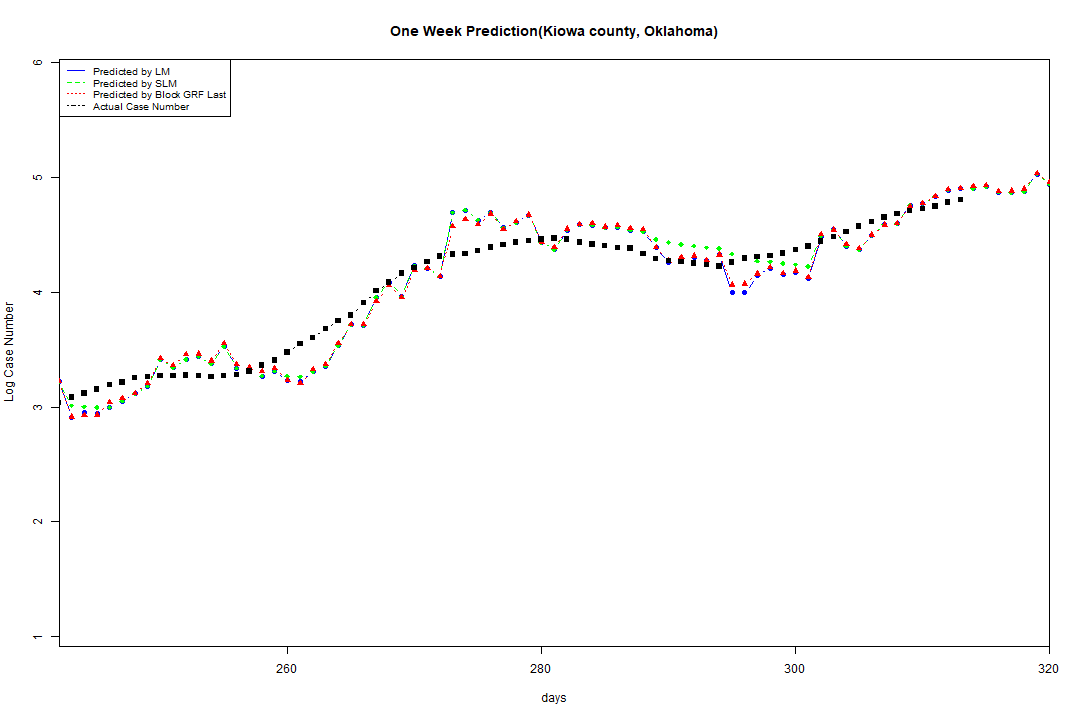 One Week Prediction(Kiowa county, Oklahoma)
Predicted by LM
Predicted by SLM
Predicted by Block GRF Last
Actual Case Number
6
5
4
3
2
1
Log Case Number
260
280
300
320
days